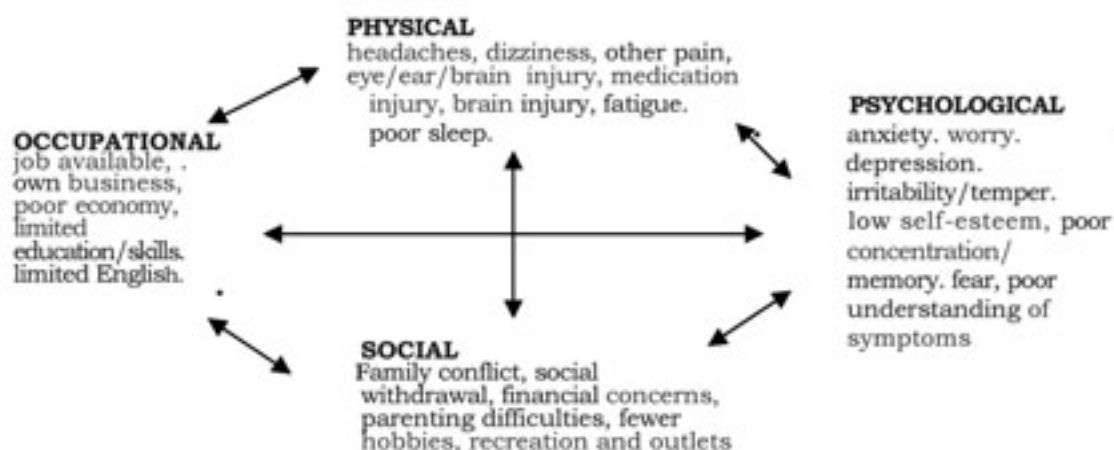 PHYSICAL
headaches, dizziness, other pain,
eye/ear/brain injury, medication
injury, brain injury, fatigue.
poor sleep.
OCCUPATIONAL
job available, .
own business,
poor economy,
limited
education/skills.
limited English.
PSYCHOLOGICAL
anxiety. worry.
depression.
irritability/temper.
low self-esteem, poor
concentration/
memory. fear, poor
understanding of
symptoms
SOCIAL
Family conflict, social
withdrawal, financial concerns,
parenting difficulties, fewer
hobbies, recreation and outlets